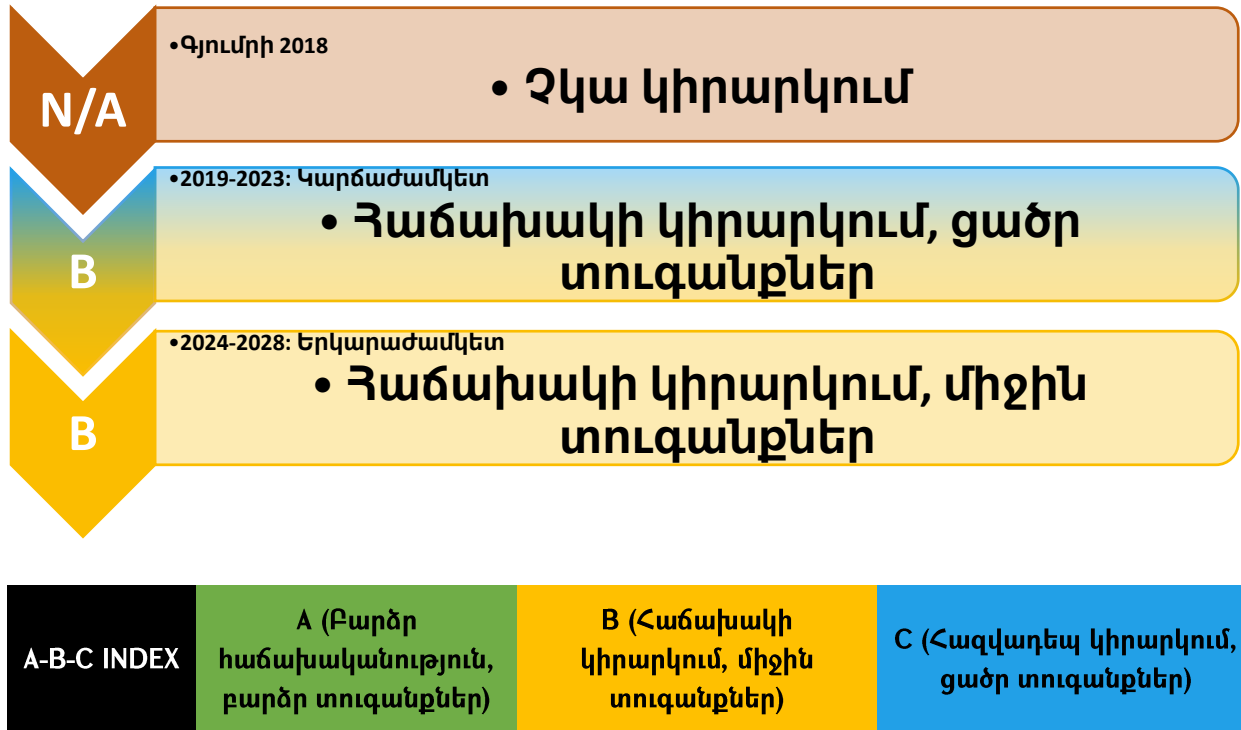 N/A
•Գյումրի 2018
• Չկա կիրարկում
B
•2019-2023: Կարճաժամկետ
• Հաճախակի կիրարկում, ցածր
տուգանքներ
B
•2024-2028: Երկարաժամկետ
• Հաճախակի կիրարկում, միջին
տուգանքներ
A-B-C INDEX
A (Բարձր
հաճախականություն,
բարձր տուգանքներ)
B (Հաճախակի
կիրարկում, միջին
տուգանքներ)
C (Հազվադեպ կիրարկում,
ցածր տուգանքներ)